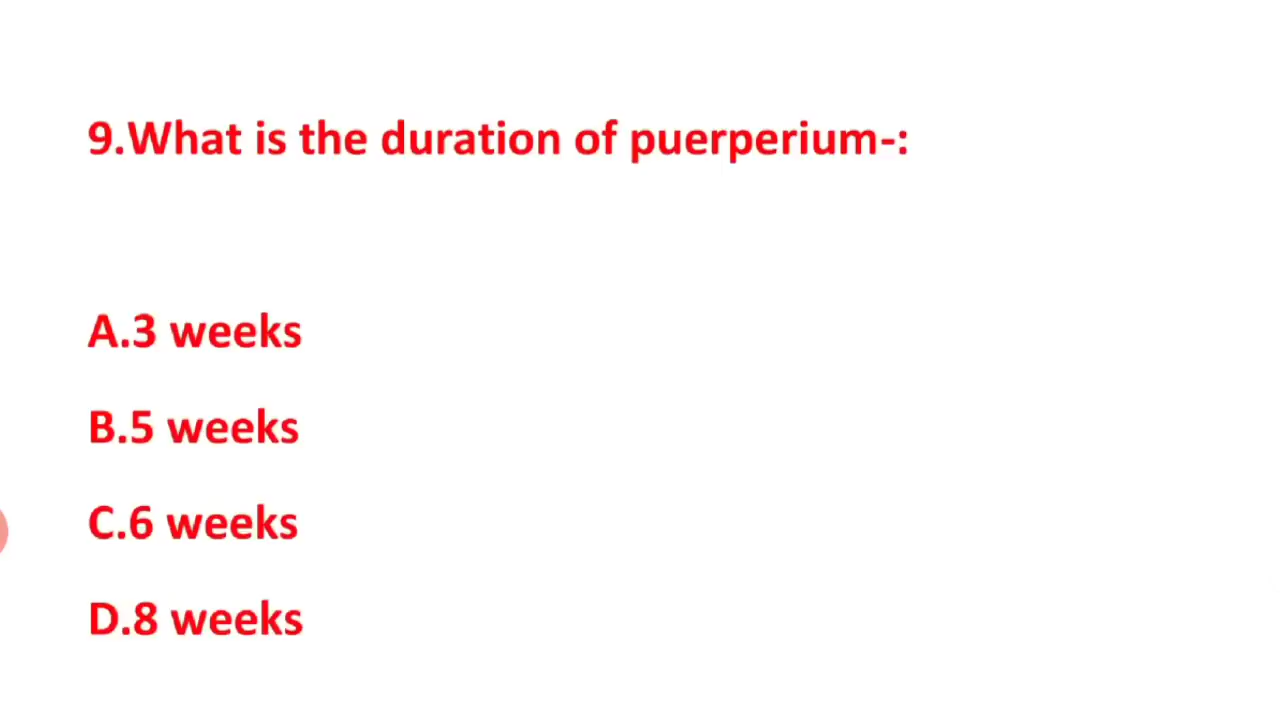 9.What is the duration of puerperium-:
A.3 weeks
B.5 weeks
C.6 weeks
D.8 weeks